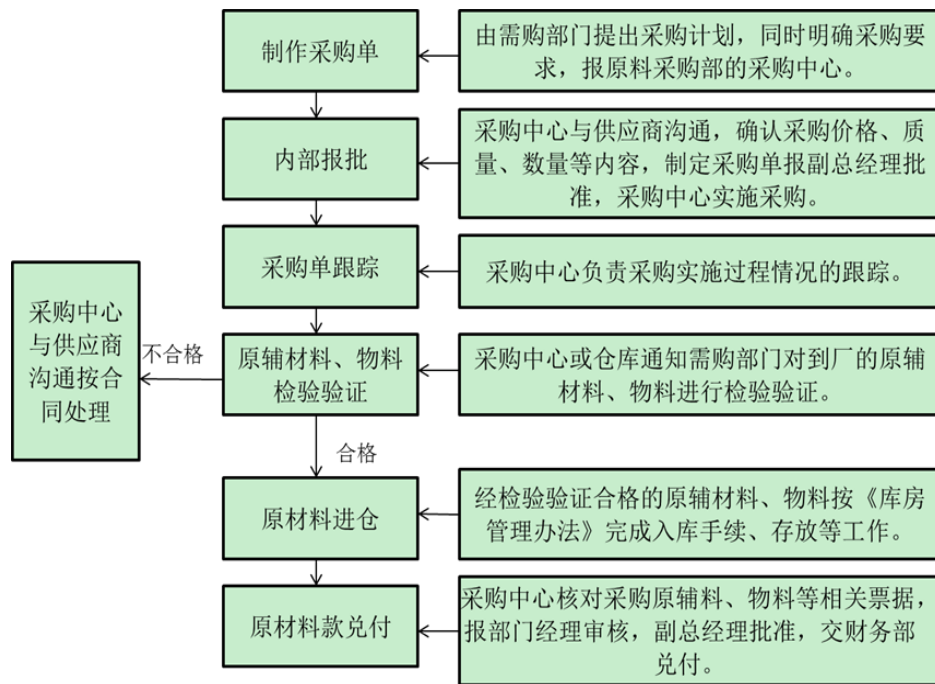 制作采购单
由需购部门提出采购计划，同时明确采购要
求，报原料采购部的采购中心。
内部报批
采购中心与供应商沟通，确认采购价格、质
量、数量等内容，制定采购单报副总经理批
准，采购中心实施采购。
采购单跟踪
采购中心负责采购实施过程情况的跟踪。
采购中心
与供应商
沟通按合
同处理
不合格
原辅材料、物料
检验验证
采购中心或仓库通知需购部门对到厂的原辅
材料、物料进行检验验证。
合格
原材料进仓
经检验验证合格的原辅材料、物料按《库房
管理办法》完成入库手续、存放等工作。
原材料款兑付
采购中心核对采购原辅料、物料等相关票据，
报部门经理审核，副总经理批准，交财务部
兑付。